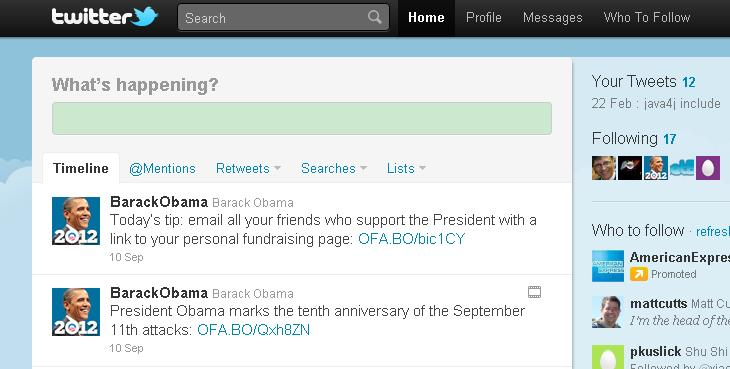 twitter
Search
Home Profile Messages Who To Follow
What's happening?
Timeline @Mentions Retweets Searches Lists
BarackObama Barack Obama
Today's tip: email all your friends who support the President with a
link to your personal fundraising page: OFA.BO/bic1CY
10 Sep
2012
BarackObama Barack Obama
President Obama marks the tenth anniversary of the September
11th attacks: OFA.BO/Qxh8ZN
10 Sep
2012
Your Tweets 12
22 Feb : java4j include
Following 17
2012
Who to follow · refresh
AmericanExpre
AMERICAN
EXPRESS
Promoted
mattcutts Matt Cu
I'm the head of the
pkuslick Shu Shi
Followed by